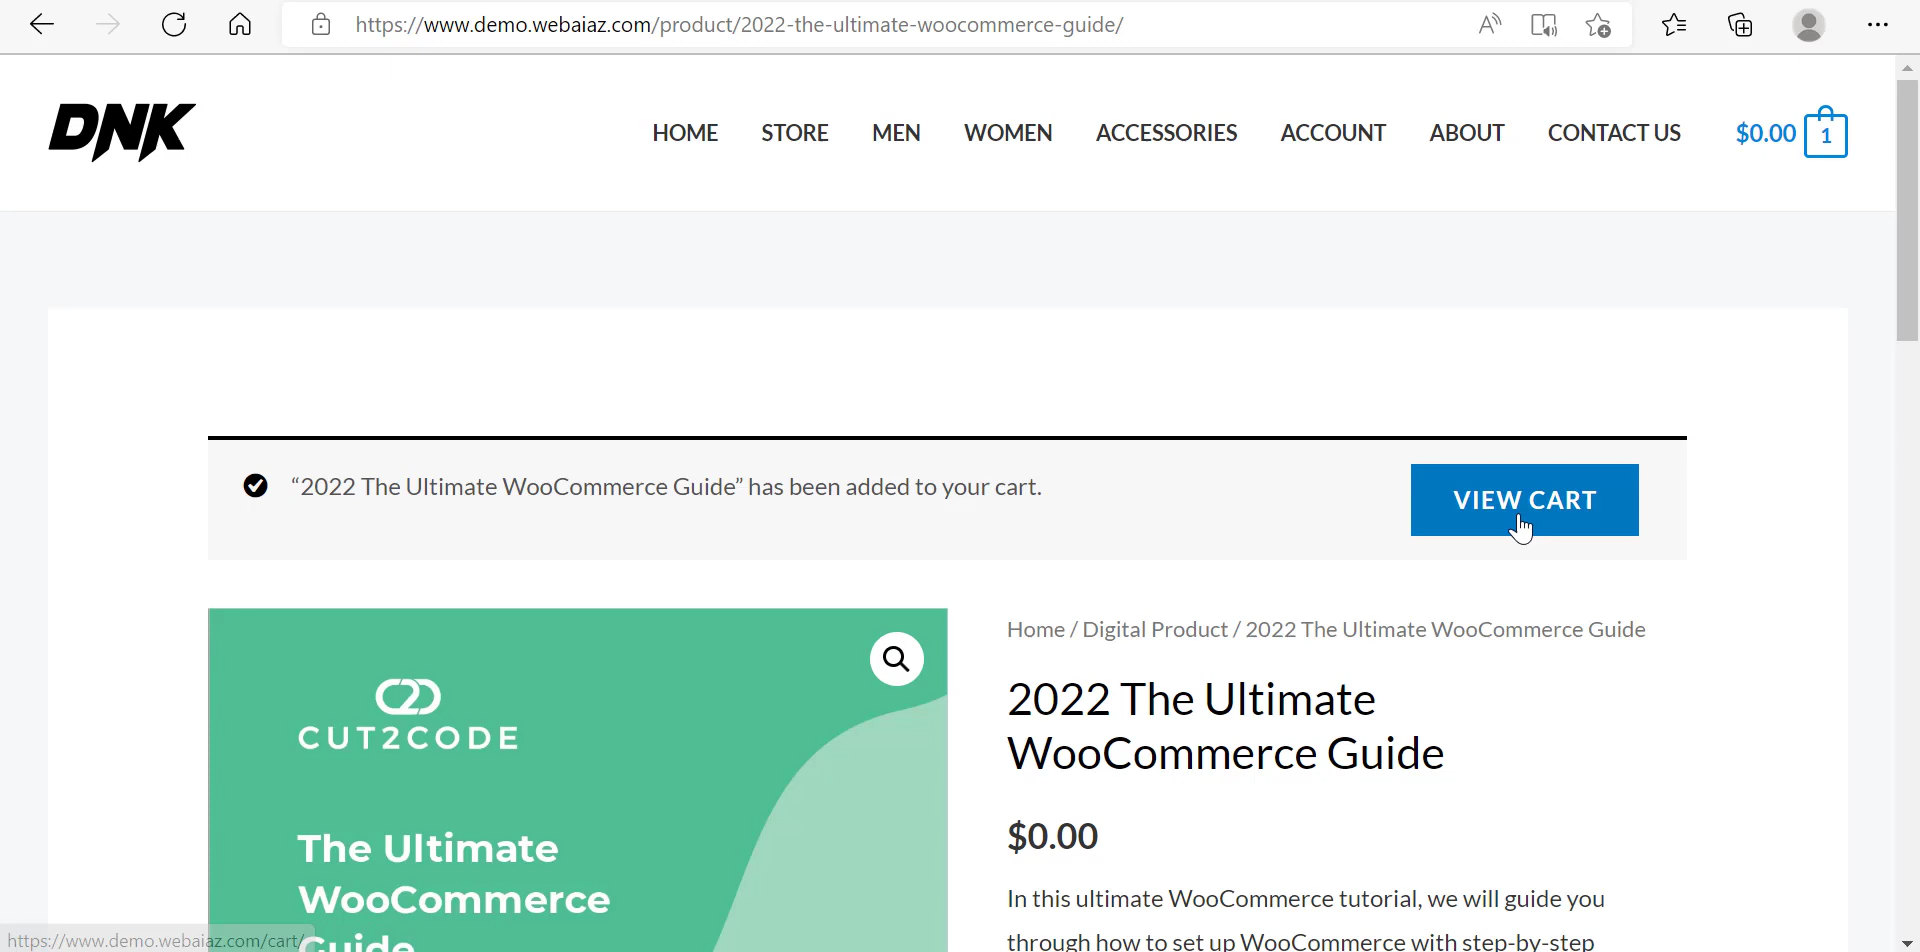 https://www.demo.webaiaz.com/product/2022-the-ultimate-woocommerce-guide/
DNK
HOME STORE MEN WOMEN ACCESSORIES ACCOUNT ABOUT CONTACT US $0.00 1
“2022 The Ultimate WooCommerce Guide” has been added to your cart.
VIEW CART
Home / Digital Product / 2022 The Ultimate WooCommerce Guide
2022 The Ultimate
WooCommerce Guide
$0.00
In this ultimate WooCommerce tutorial, we will guide you
through how to set up WooCommerce with step-by-step
CUT2CODE
The Ultimate
WooCommerce
Guide
https://www.demo.webaiaz.com/cart/